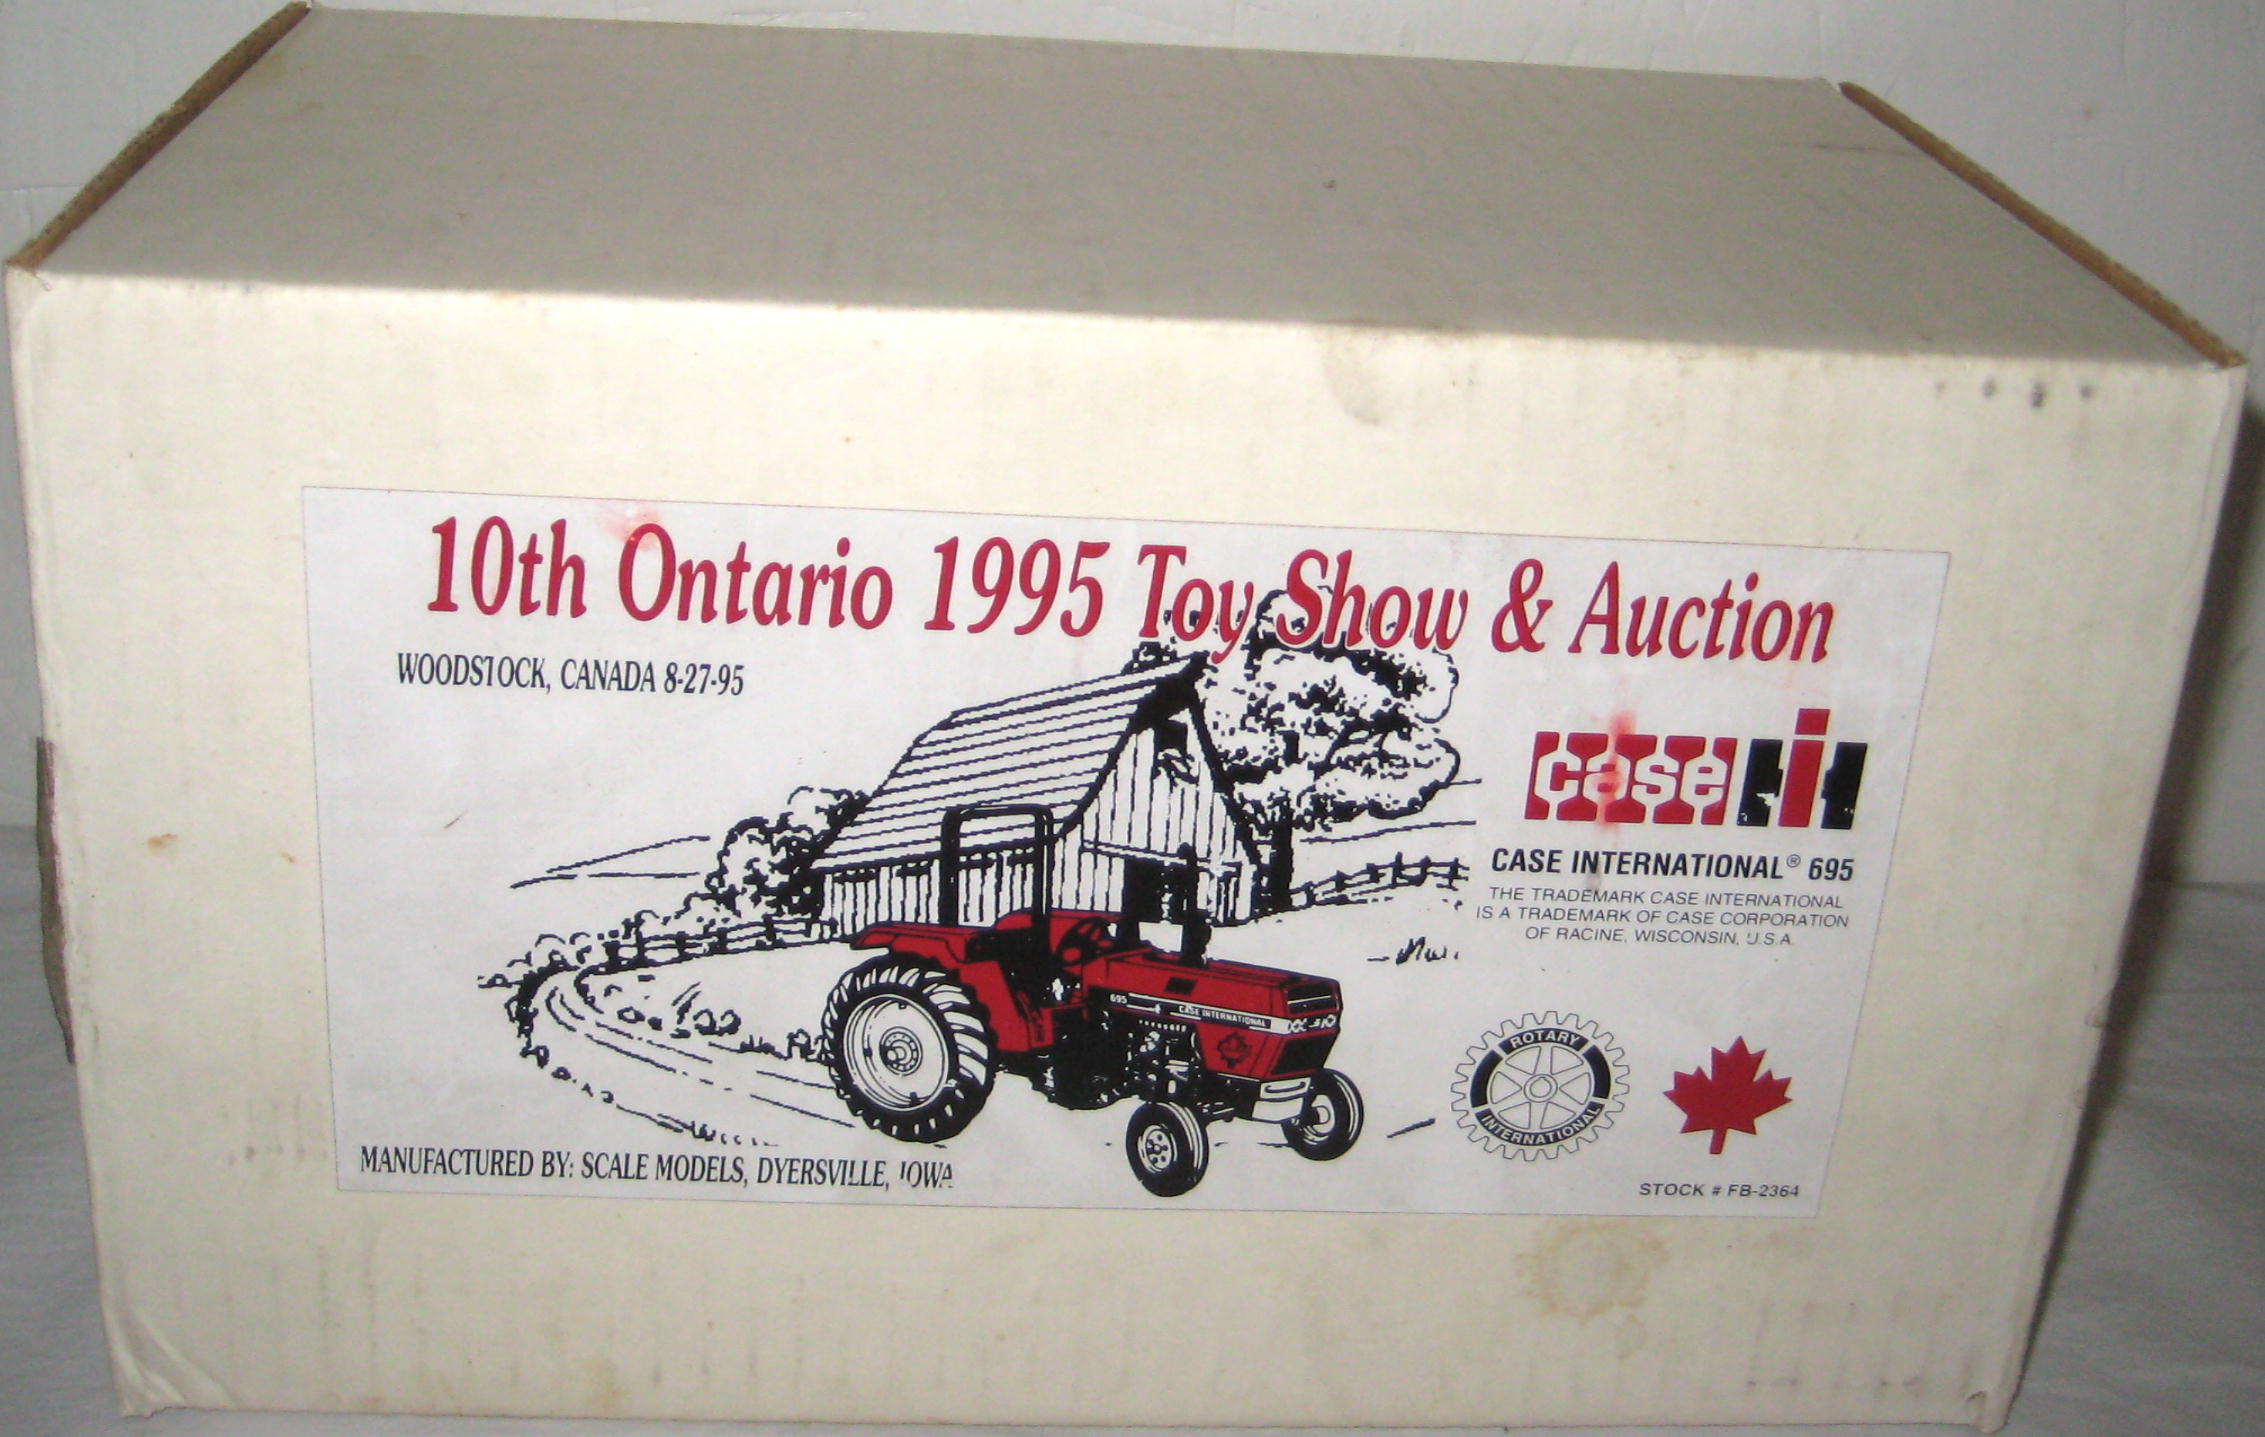 10th Ontario 1995 Toy Show & Auction
WOODSTOCK, CANADA 8-27-95
case IH
CASE INTERNATIONAL® 695
THE TRADEMARK CASE INTERNATIONAL
IS A TRADEMARK OF CASE CORPORATION
OF RACINE, WISCONSIN, U.S.A.
695
CASE INTERNATIONAL
ROTARY
INTERNATIONAL
MANUFACTURED BY: SCALE MODELS, DYERSVILLE, IOWA
STOCK # FB-2364